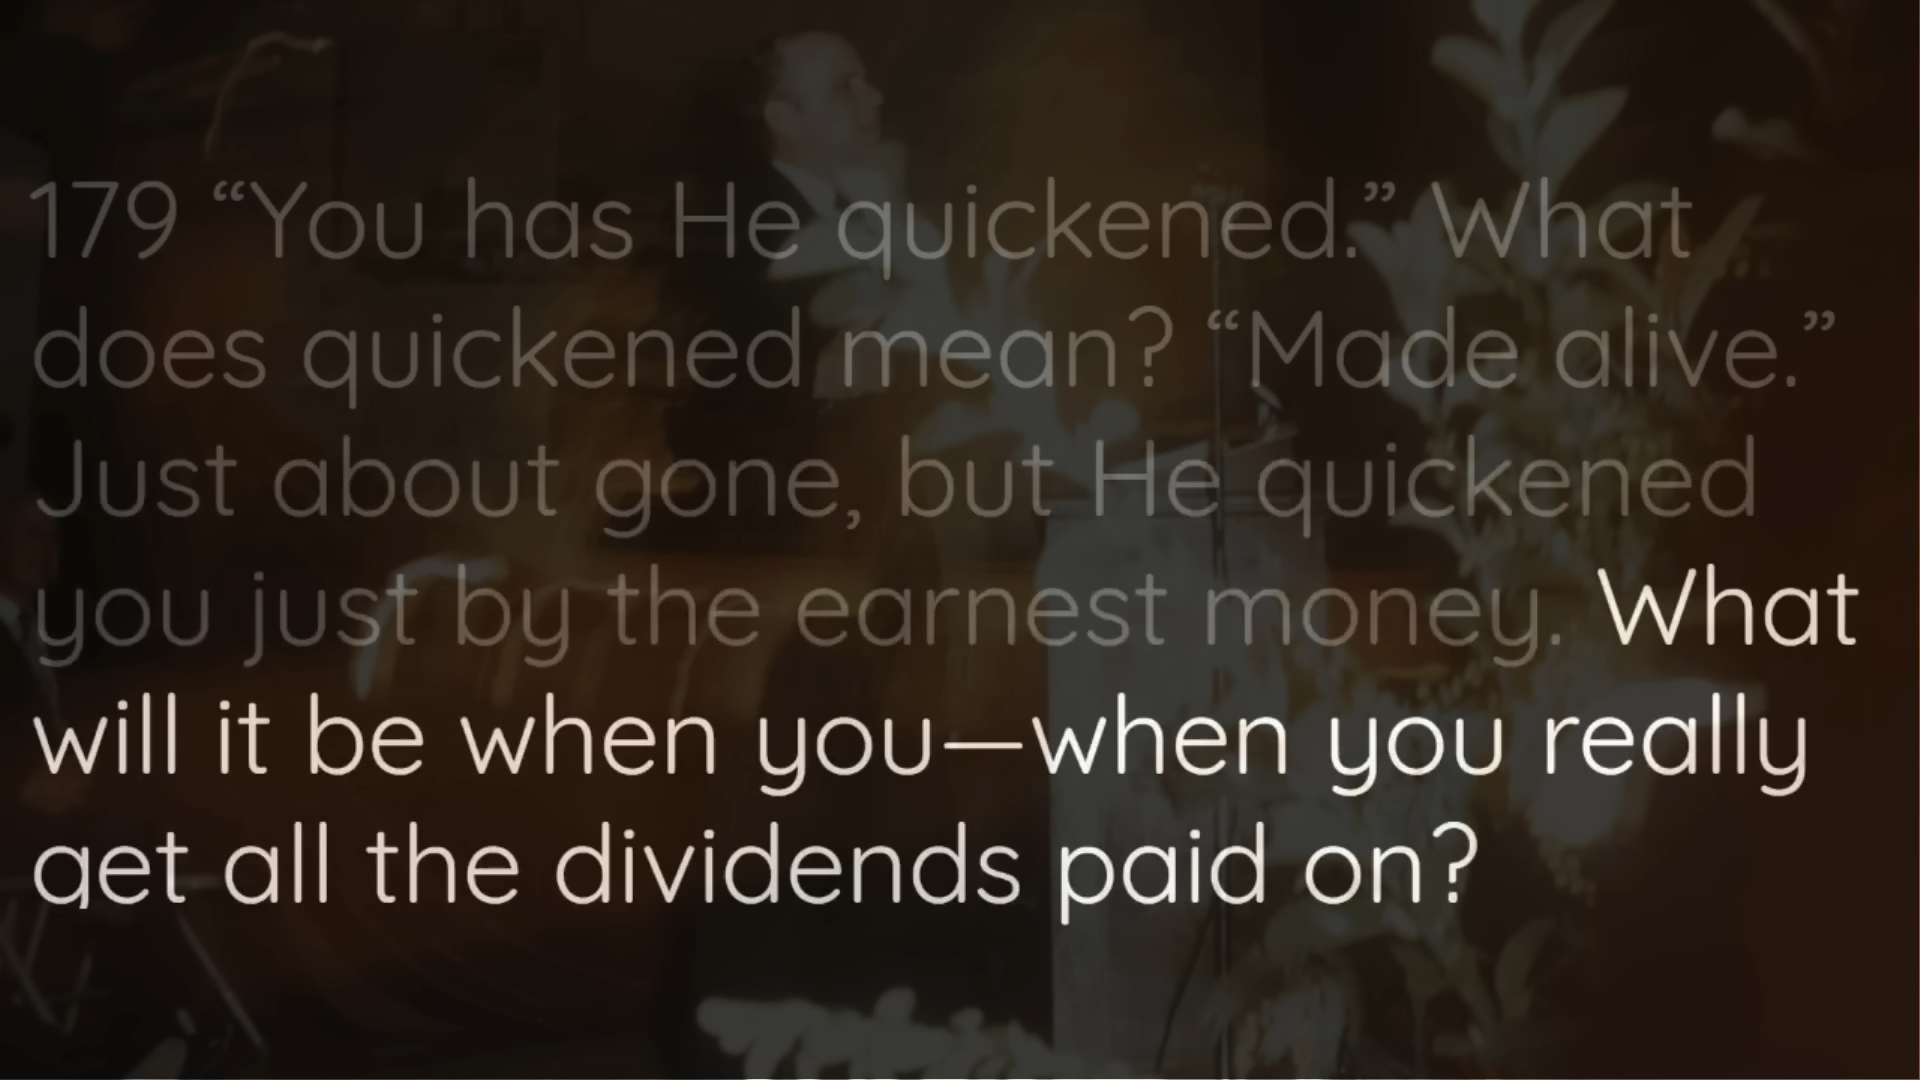 179 “You has He quickened.” What
does quickened mean? “Made alive.”
Just about gone, but He quickened
you just by the earnest money. What
will it be when you—when you really
get all the dividends paid on?